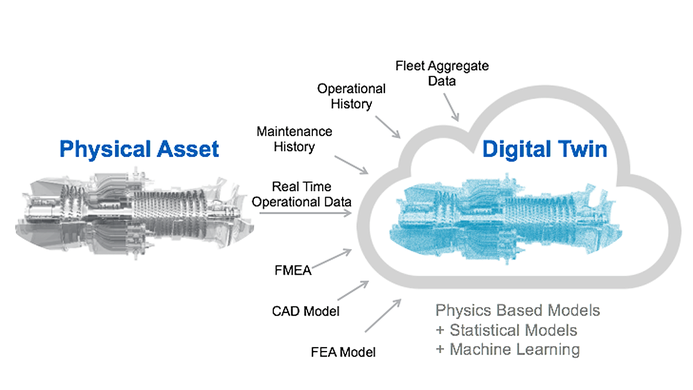 Fleet Aggregate
Data
Operational
History
Maintenance
History
Physical Asset
Digital Twin
Real Time
Operational Data
FMEA
CAD Model
FEA Model
Physics Based Models
+ Statistical Models
+ Machine Learning